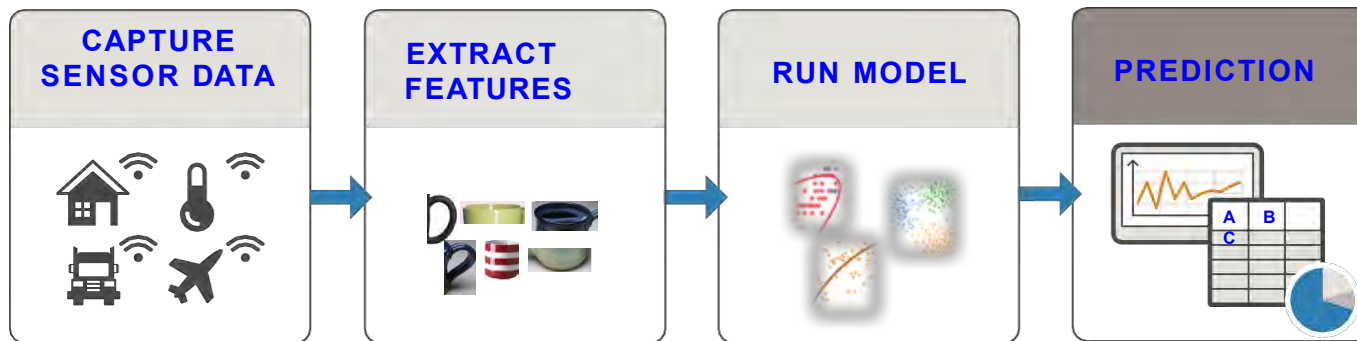 CAPTURE
SENSOR DATA
EXTRACT
FEATURES
RUN MODEL
PREDICTION
A B
C